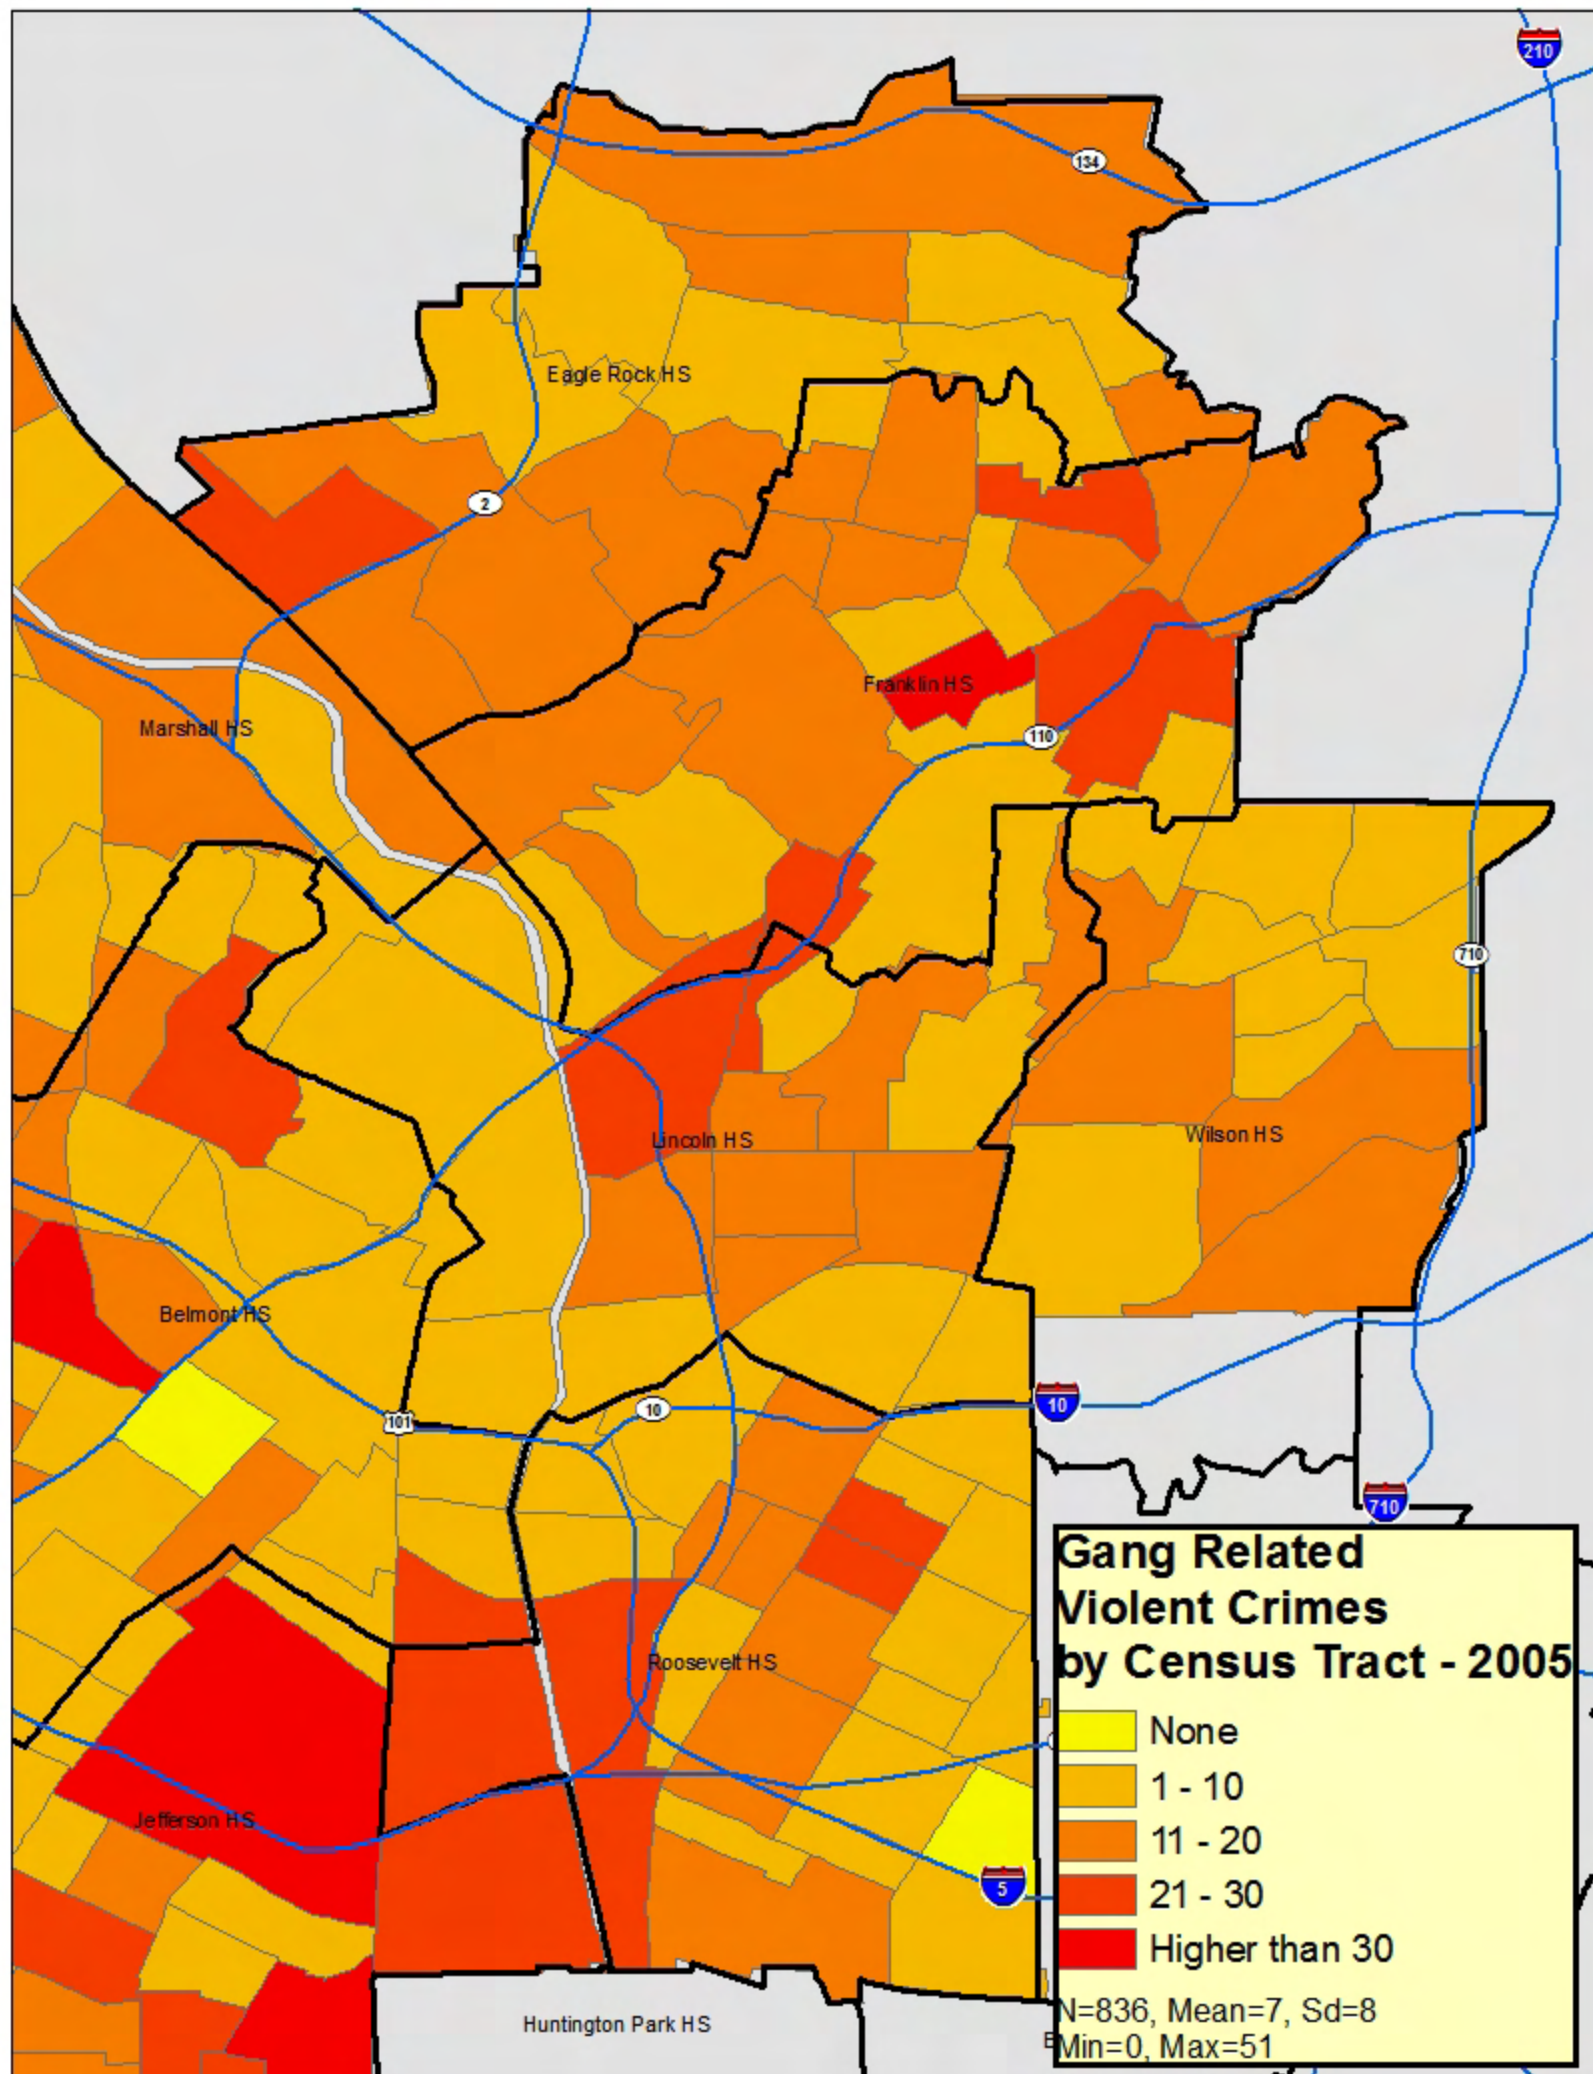 210
134
Eagle Rock HS
2
Franklin HS
Marshall HS
110
710
Lincoln HS
Wilson HS
Belmont HS
10
10
101
710
Gang Related
Violent Crimes
by Census Tract - 2005
Roosevelt HS
None
1 - 10
Jefferson HS
11 - 20
5
21 - 30
Higher than 30
N=836, Mean=7, Sd=8
Huntington Park HS
Min=0, Max=51